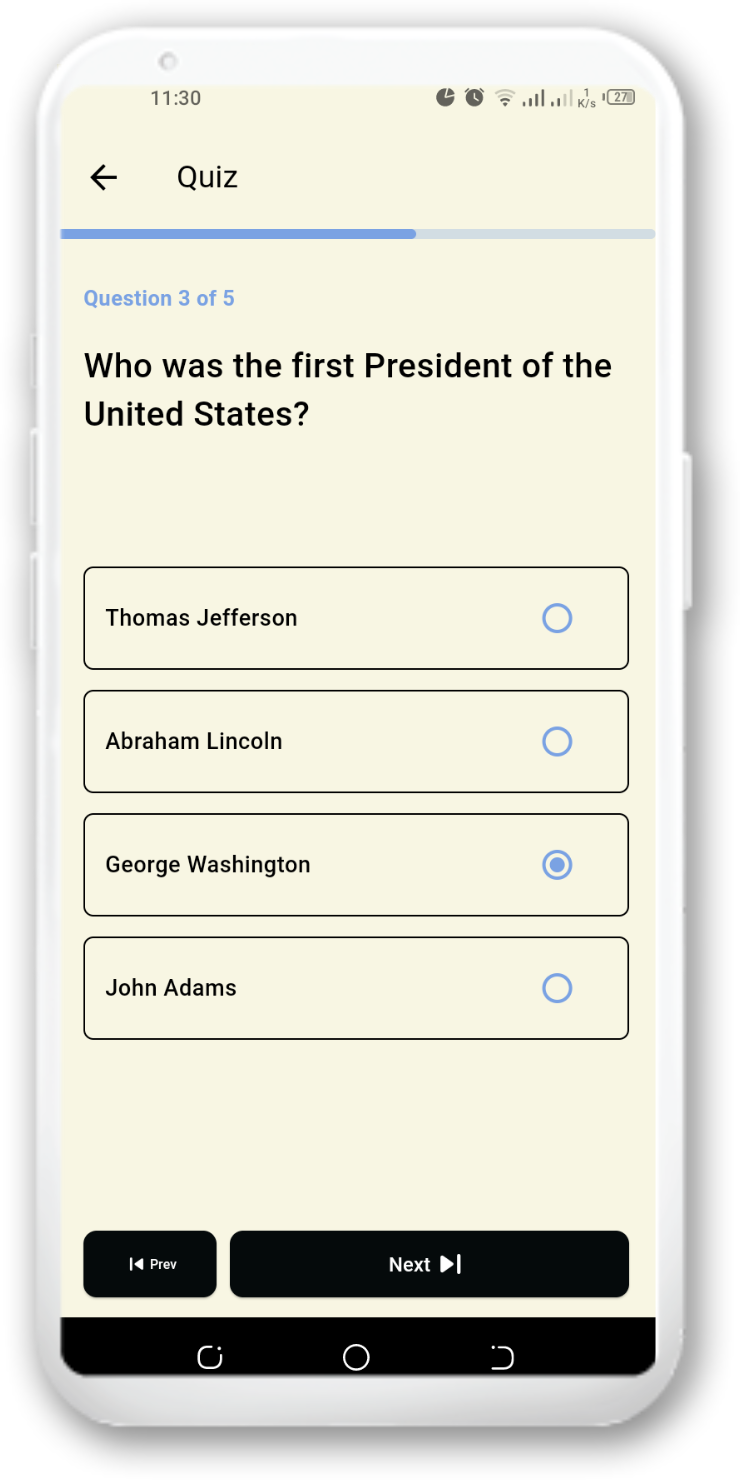 11:30
1
K/s
27
Quiz
Question 3 of 5
Who was the first President of the
United States?
Thomas Jefferson
Abraham Lincoln
George Washington
John Adams
Prev
Next